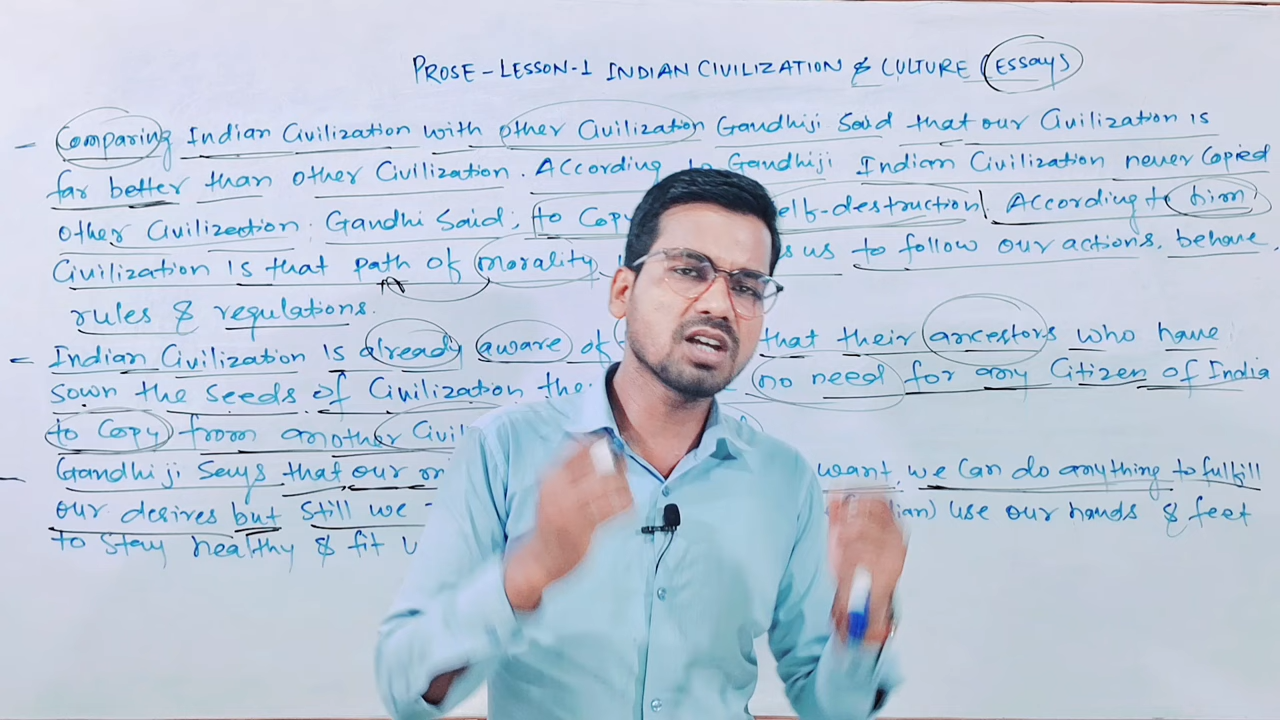 PROSE - LESSON-1 INDIAN CIVILIZATION & CULTURE (ESSAYS)
- Comparing Indian Civilization with other Civilization Gandhiji Said that our Civilization is
far better than other Civilization. According to Gandhiji Indian Civilization never Copied
other Civilization. Gandhi Said; to Copy elf-destruction. According to him
Civilization is that path of morality us to follow our actions, behave
rules & regulations.
- Indian Civilization is already aware of that their ancestors who have
sown the seeds of Civilization no need for any Citizen of India
to Copy from another
- Gandhiji Says that our want, we Can do anything to fulfill
our desires but still we use our hands & feet
to stay healthy & fit